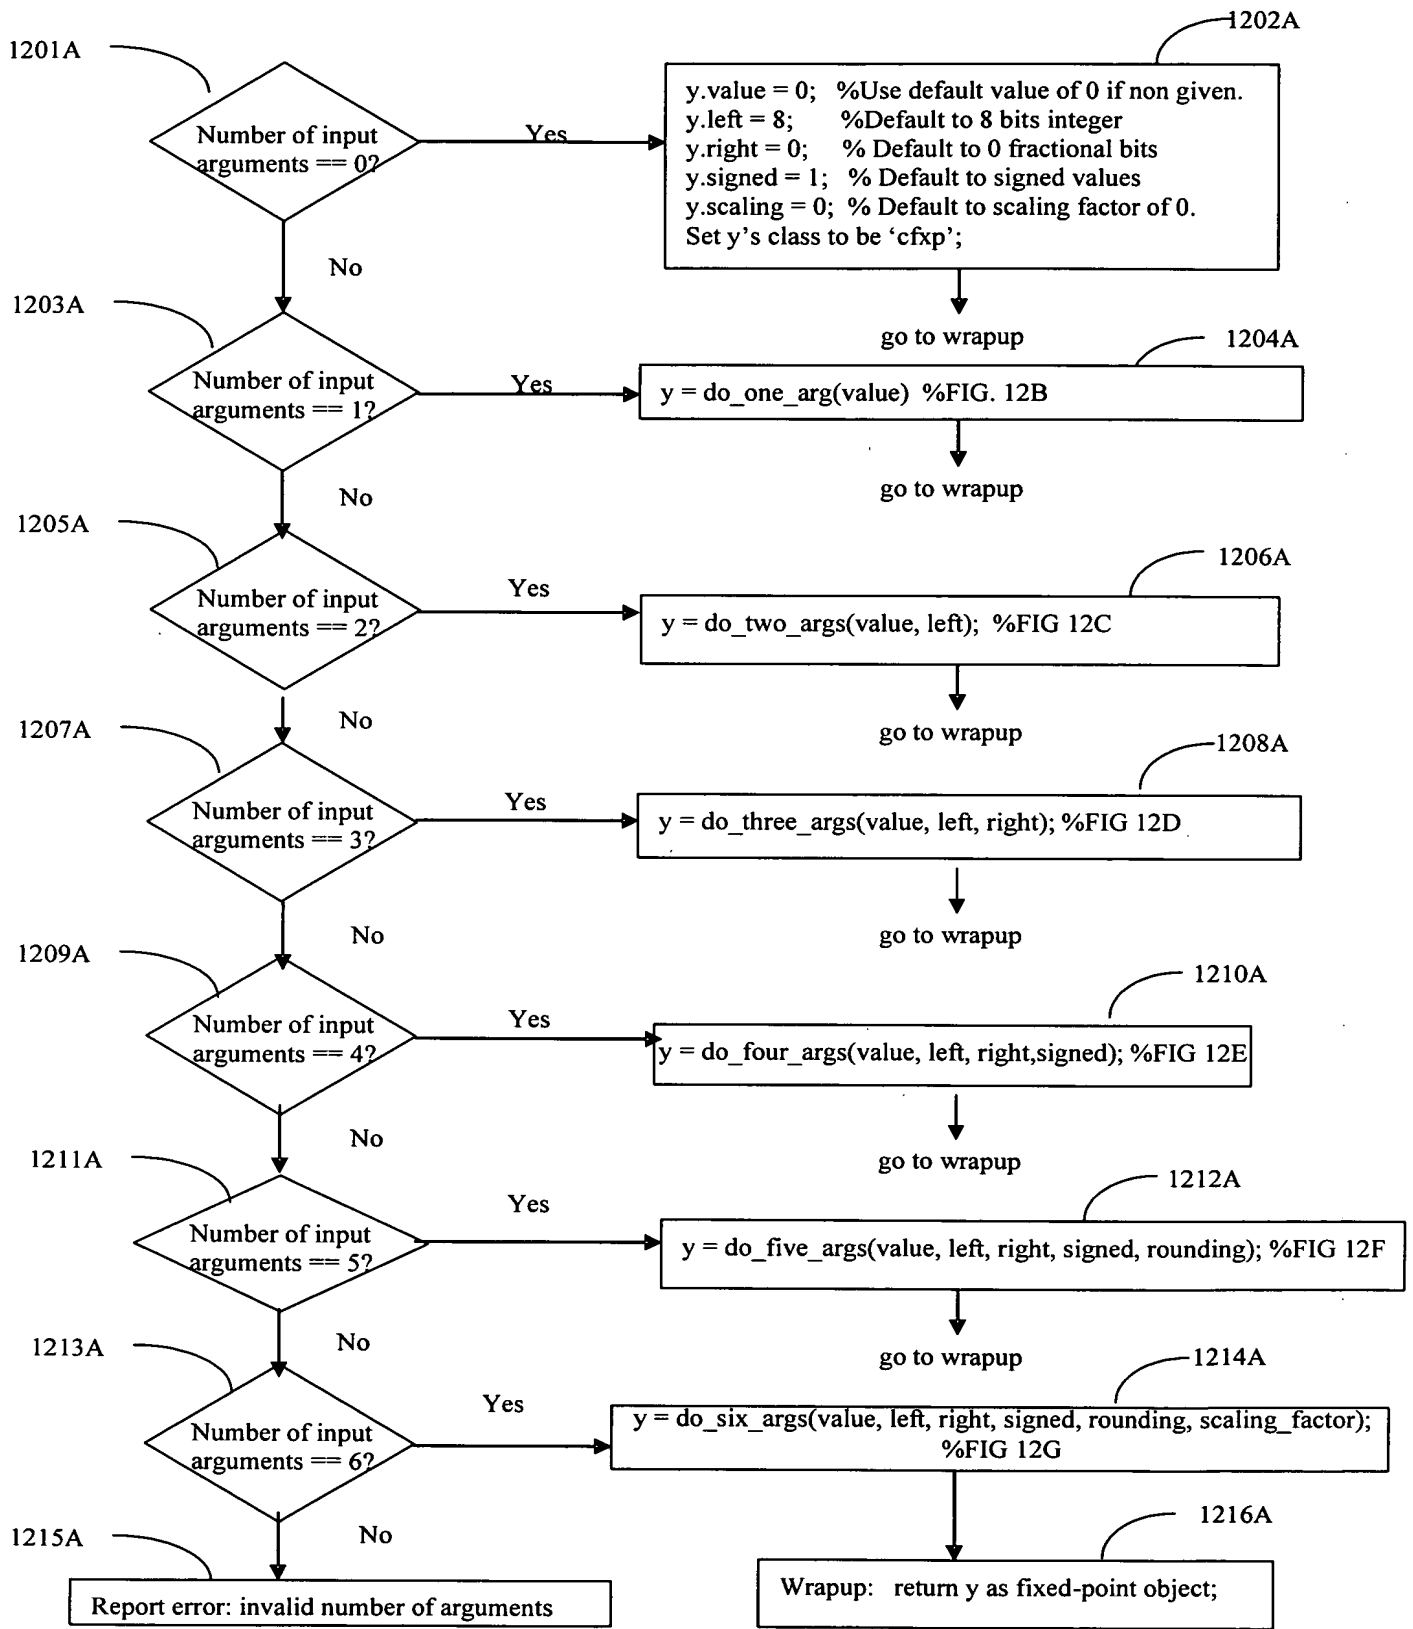 1201A
1202A
Number of input
arguments == 0?
Yes
y.value = 0; %Use default value of 0 if non given.
y.left = 8; %Default to 8 bits integer
y.right = 0; % Default to 0 fractional bits
y.signed = 1; % Default to signed values
y.scaling = 0; % Default to scaling factor of 0.
Set y's class to be 'cfxp';
No
go to wrapup
1203A
1204A
Number of input
arguments == 1?
Yes
y = do_one_arg(value) %FIG. 12B
No
go to wrapup
1205A
1206A
Number of input
arguments == 2?
Yes
y = do_two_args(value, left); %FIG 12C
No
go to wrapup
1207A
1208A
Number of input
arguments == 3?
Yes
y = do_three_args(value, left, right); %FIG 12D
No
go to wrapup
1209A
1210A
Number of input
arguments == 4?
Yes
y = do_four_args(value, left, right,signed); %FIG 12E
No
go to wrapup
1211A
1212A
Number of input
arguments == 5?
Yes
y = do_five_args(value, left, right, signed, rounding); %FIG 12F
No
go to wrapup
1213A
1214A
Number of input
arguments == 6?
Yes
y = do_six_args(value, left, right, signed, rounding, scaling_factor);
%FIG 12G
No
1215A
1216A
Report error: invalid number of arguments
Wrapup: return y as fixed-point object;